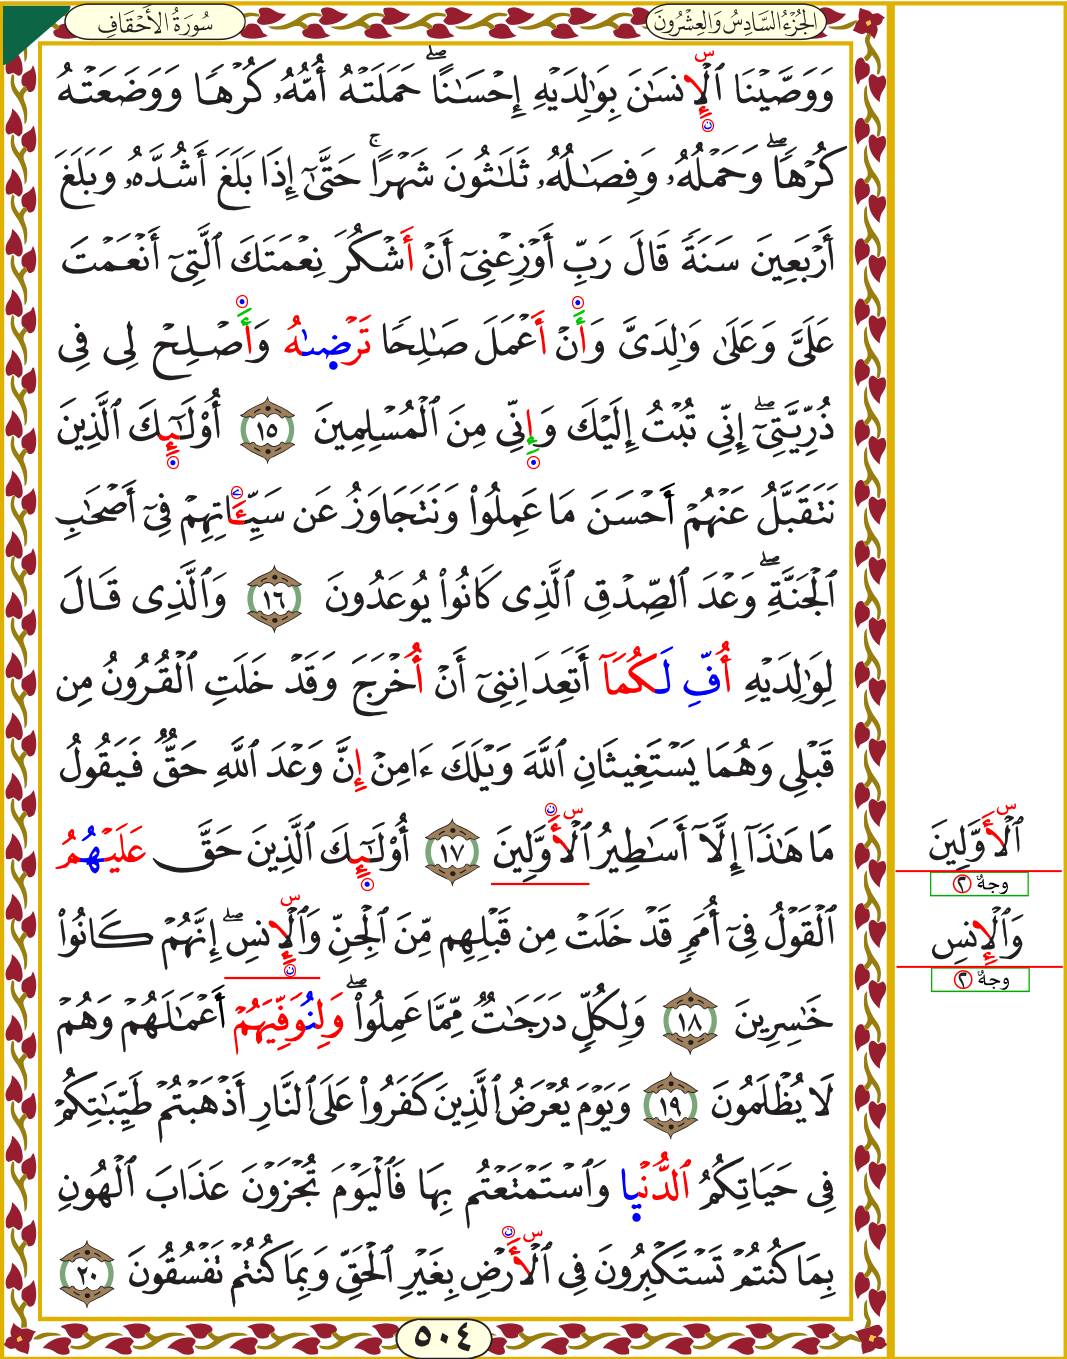 الجُزْءُ السَّادِسُ وَالعِشْرُونَ
سُورَةُ الأَحْقَافِ
وَوَصَّيْنَا ٱلْإِنسَٰنَ بِوَٰلِدَيْهِ إِحْسَٰنًا ۖ حَمَلَتْهُ أُمُّهُۥ كُرْهًا وَوَضَعَتْهُ
كُرْهًا ۖ وَحَمْلُهُۥ وَفِصَٰلُهُۥ ثَلَٰثُونَ شَهْرًا ۚ حَتَّىٰٓ إِذَا بَلَغَ أَشُدَّهُۥ وَبَلَغَ
أَرْبَعِينَ سَنَةً قَالَ رَبِّ أَوْزِعْنِىٓ أَنْ أَشْكُرَ نِعْمَتَكَ ٱلَّتِىٓ أَنْعَمْتَ
عَلَىَّ وَعَلَىٰ وَٰلِدَىَّ وَأَنْ أَعْمَلَ صَٰلِحًا تَرْضَىٰهُ وَأَصْلِحْ لِى فِى
ذُرِّيَّتِىٓ ۖ إِنِّى تُبْتُ إِلَيْكَ وَإِنِّى مِنَ ٱلْمُسْلِمِينَ ١٥ أُو۟لَٰٓئِكَ ٱلَّذِينَ
نَتَقَبَّلُ عَنْهُمْ أَحْسَنَ مَا عَمِلُوا۟ وَنَتَجَاوَزُ عَن سَيِّـَٔاتِهِمْ فِىٓ أَصْحَٰبِ
ٱلْجَنَّةِ ۖ وَعْدَ ٱلصِّدْقِ ٱلَّذِى كَانُوا۟ يُوعَدُونَ ١٦ وَٱلَّذِى قَالَ
لِوَٰلِدَيْهِ أُفٍّ لَّكُمَآ أَتَعِدَانِنِىٓ أَنْ أُخْرَجَ وَقَدْ خَلَتِ ٱلْقُرُونُ مِن
قَبْلِى وَهُمَا يَسْتَغِيثَانِ ٱللَّهَ وَيْلَكَ ءَامِنْ إِنَّ وَعْدَ ٱللَّهِ حَقٌّ فَيَقُولُ
مَا هَٰذَآ إِلَّآ أَسَٰطِيرُ ٱلْأَوَّلِينَ ١٧ أُو۟لَٰٓئِكَ ٱلَّذِينَ حَقَّ عَلَيْهِمُ
ٱلْقَوْلُ فِىٓ أُمَمٍ قَدْ خَلَتْ مِن قَبْلِهِم مِّنَ ٱلْجِنِّ وَٱلْإِنسِ ۖ إِنَّهُمْ كَانُوا۟
خَٰسِرِينَ ١٨ وَلِكُلٍّ دَرَجَٰتٌ مِّمَّا عَمِلُوا۟ ۖ وَلِنُوَفِّيَهُمْ أَعْمَٰلَهُمْ وَهُمْ
لَا يُظْلَمُونَ ١٩ وَيَوْمَ يُعْرَضُ ٱلَّذِينَ كَفَرُوا۟ عَلَى ٱلنَّارِ أَذْهَبْتُمْ طَيِّبَٰتِكُمْ
فِى حَيَاتِكُمُ ٱلدُّنْيَا وَٱسْتَمْتَعْتُم بِهَا فَٱلْيَوْمَ تُجْزَوْنَ عَذَابَ ٱلْهُونِ
بِمَا كُنتُمْ تَسْتَكْبِرُونَ فِى ٱلْأَرْضِ بِغَيْرِ ٱلْحَقِّ وَبِمَا كُنتُمْ تَفْسُقُونَ ٢٠
ٱلْأَوَّلِينَ
وجهٌ ٢
وَٱلْإِنسِ
وجهٌ ٢
٥٠٤